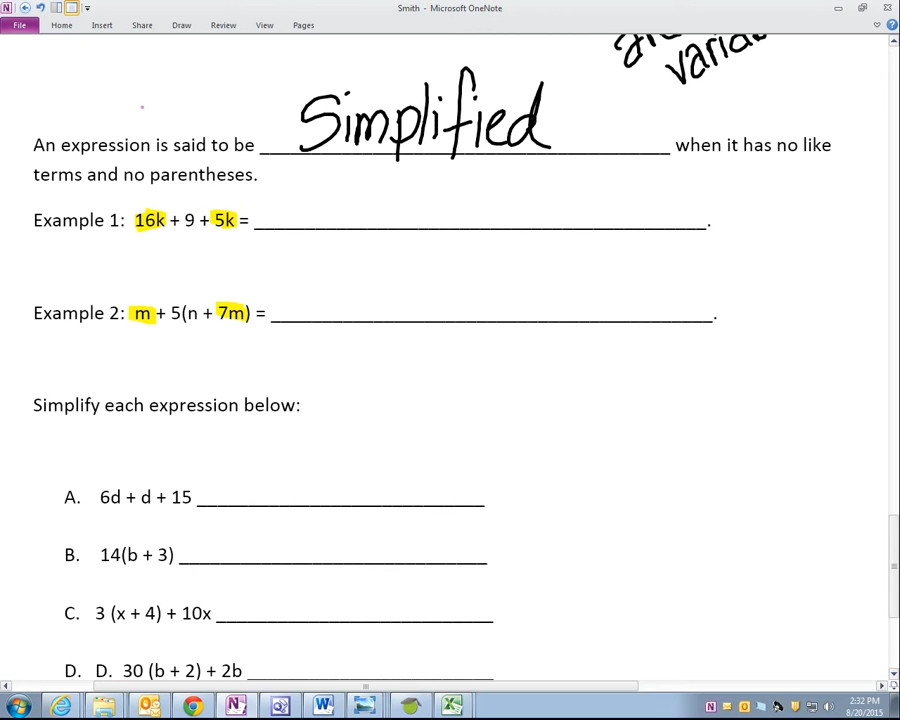 Smith - Microsoft OneNote
File Home Insert Share Draw Review View Pages
Simplified
An expression is said to be ________________ when it has no like
terms and no parentheses.
Example 1: 16k + 9 + 5k = ________________.
Example 2: m + 5(n + 7m) = ________________.
Simplify each expression below:
A. 6d + d + 15 ________________
B. 14(b + 3) ________________
C. 3 (x + 4) + 10x ________________
D. D. 30 (b + 2) + 2b ________________
2:32 PM
8/20/2015